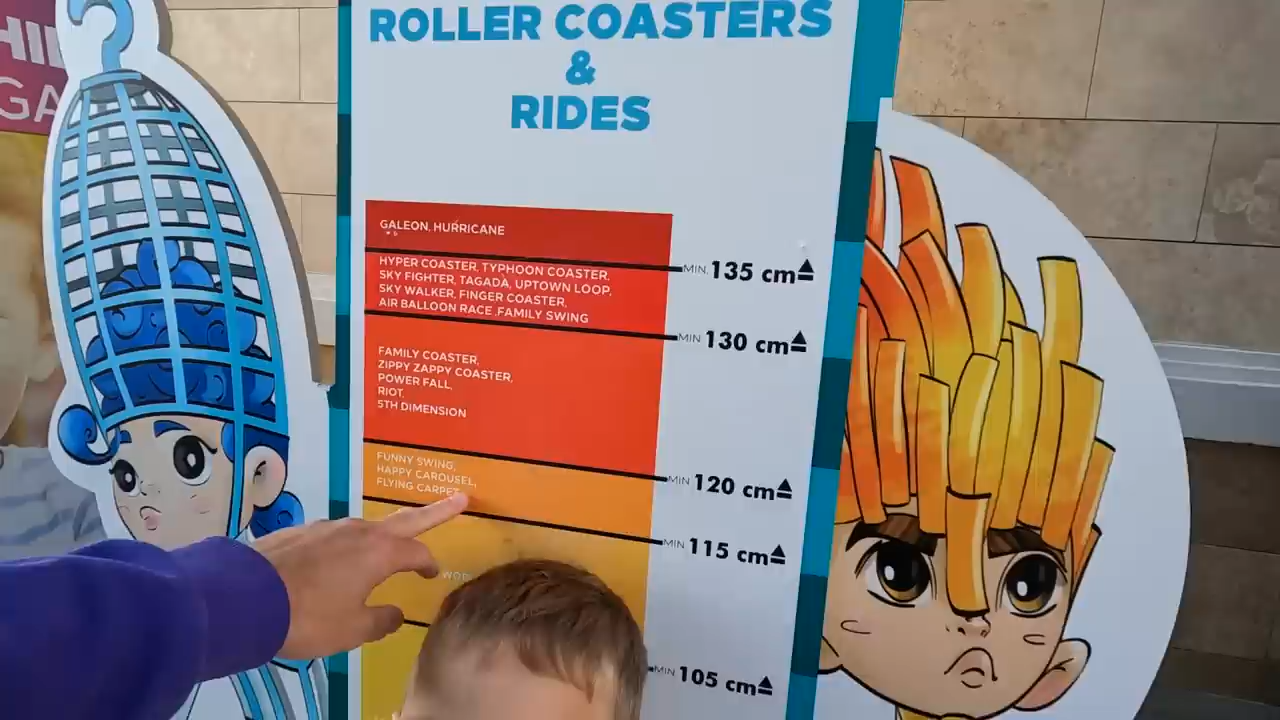 ROLLER COASTERS
&
RIDES
GALEON, HURRICANE
MIN. 135 cm
HYPER COASTER, TYPHOON COASTER,
SKY FIGHTER, TAGADA, UPTOWN LOOP,
SKY WALKER, FINGER COASTER,
AIR BALLOON RACE ,FAMILY SWING
MIN 130 cm
FAMILY COASTER,
ZIPPY ZAPPY COASTER,
POWER FALL,
RIOT,
5TH DIMENSION
MIN 120 cm
FUNNY SWING,
HAPPY CAROUSEL,
FLYING CARPET
MIN 115 cm
MIN 105 cm